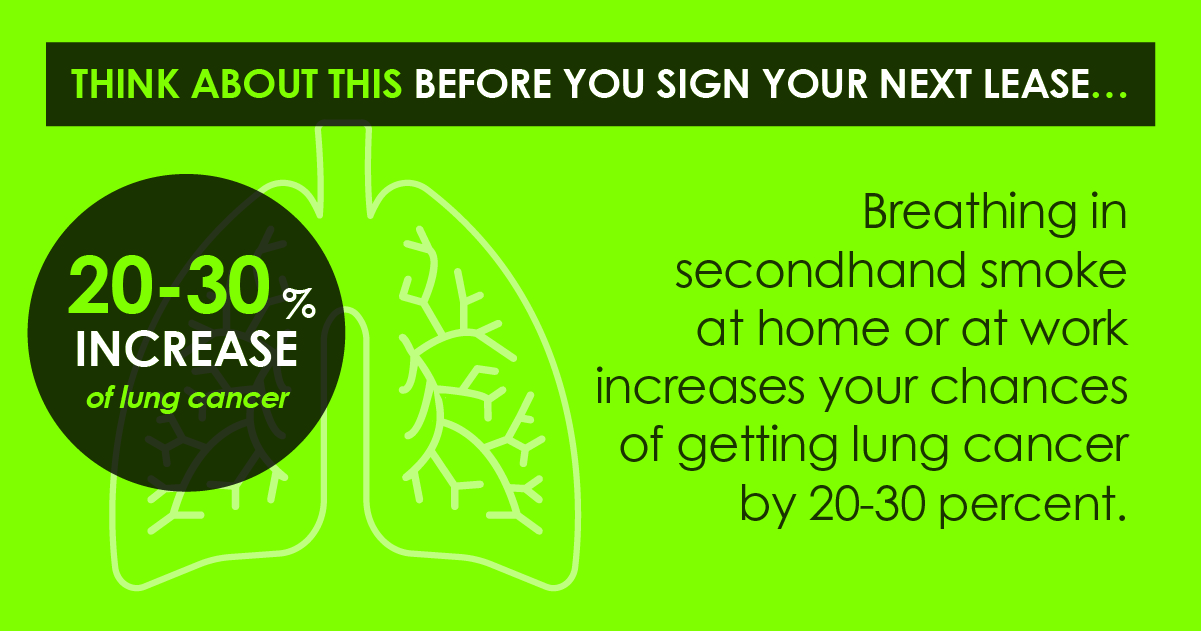 THINK ABOUT THIS BEFORE YOU SIGN YOUR NEXT LEASE...
20-30 %
INCREASE
of lung cancer
Breathing in
secondhand smoke
at home or at work
increases your chances
of getting lung cancer
by 20-30 percent.